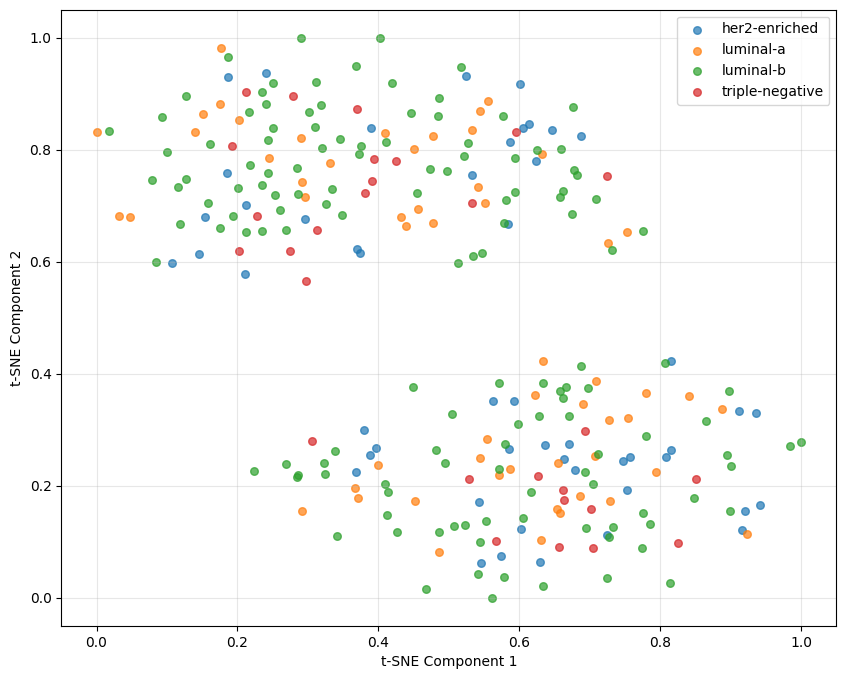 her2-enriched
luminal-a
luminal-b
triple-negative
1.0
0.8
0.6
0.4
0.2
0.0
t-SNE Component 2
0.0
0.2
0.4
0.6
0.8
1.0
t-SNE Component 1